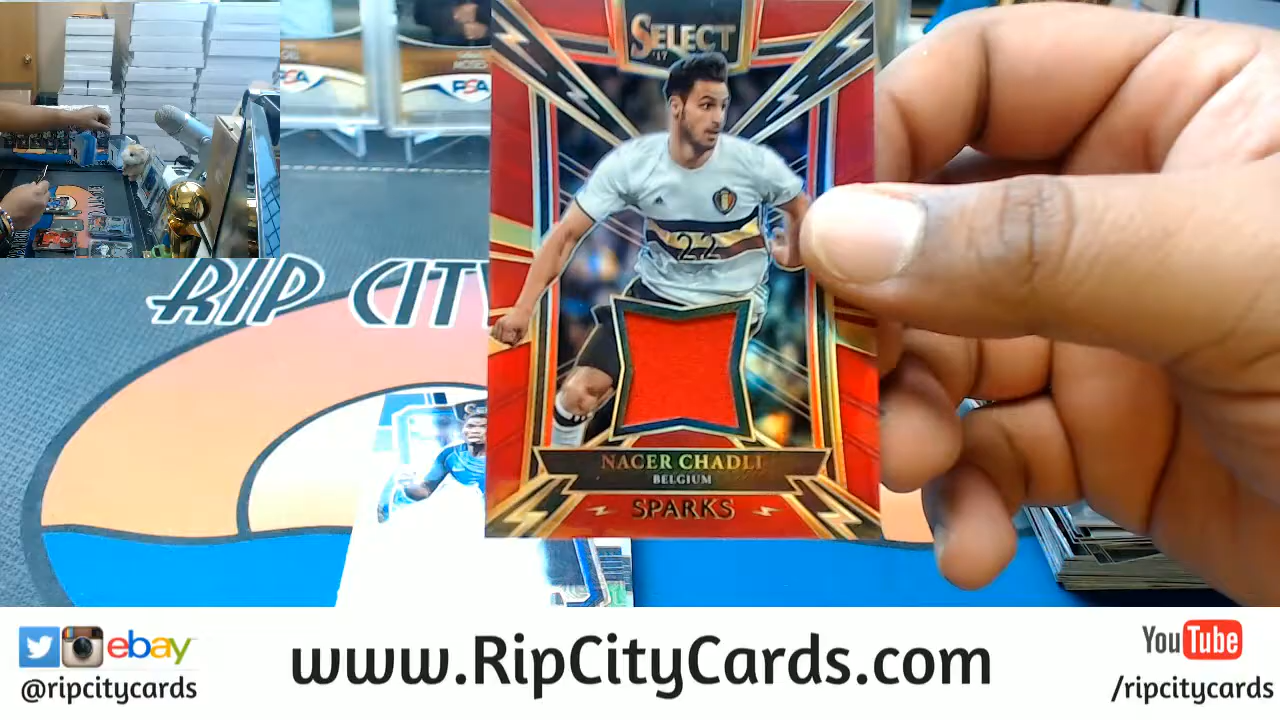 PSA
PSA
SELECT
'17
22
RIP CITY
NACER CHADLI
BELGIUM
SPARKS
ebay
www.RipCityCards.com
YouTube
@ripcitycards
/ripcitycards